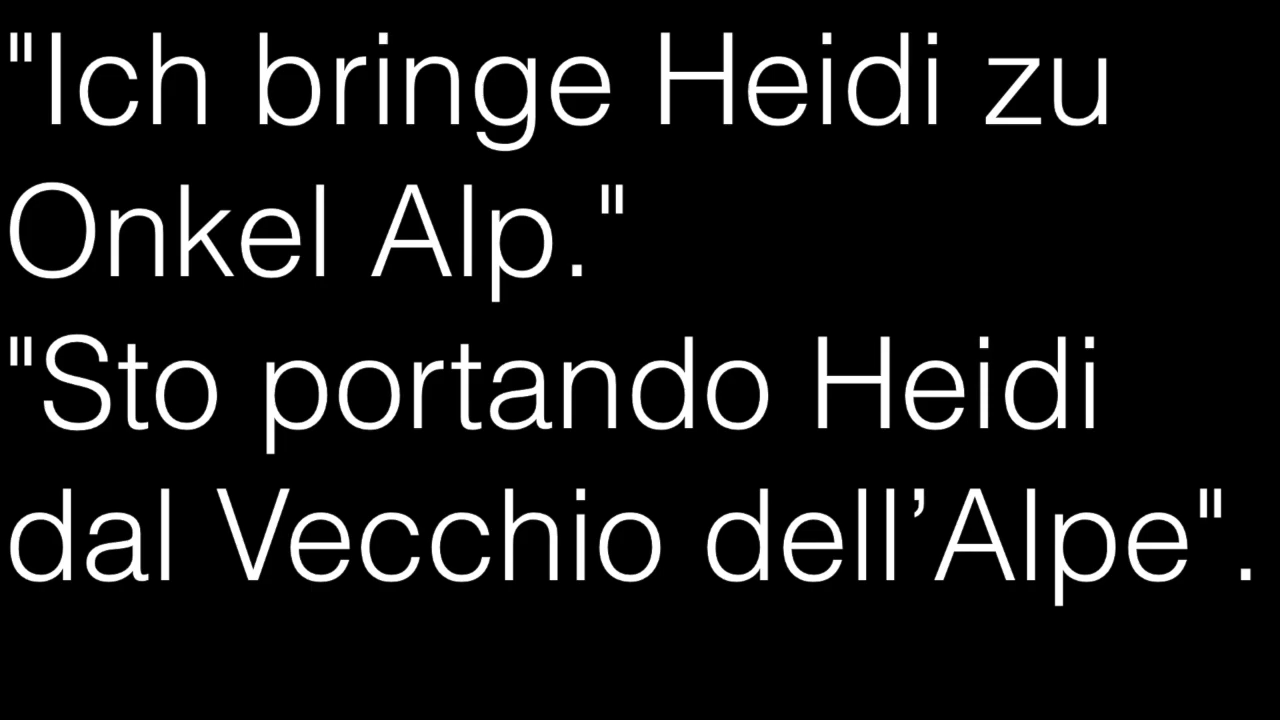 "Ich bringe Heidi zu
Onkel Alp."
"Sto portando Heidi
dal Vecchio dell’Alpe".